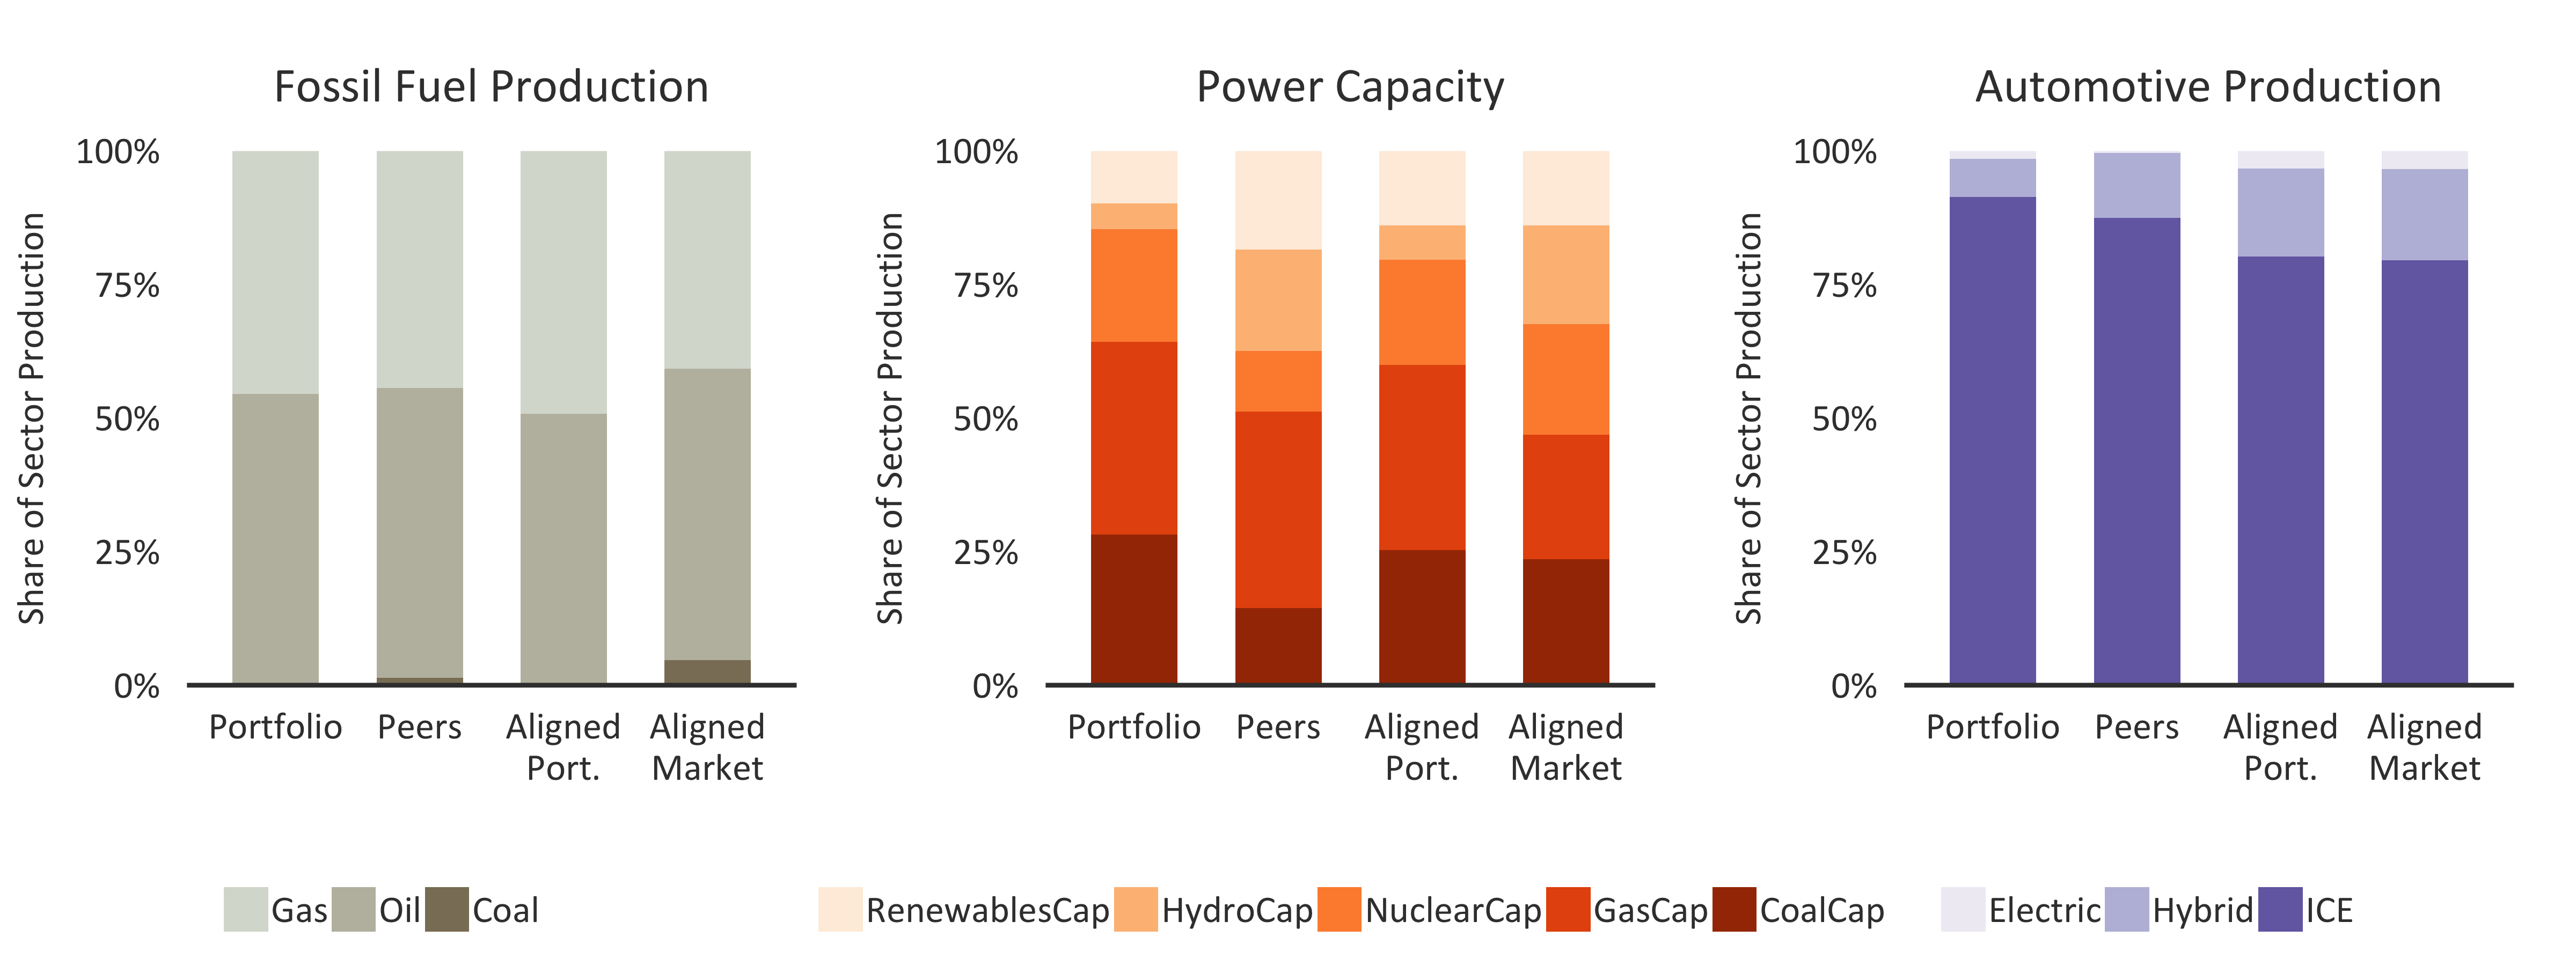 Fossil Fuel Production
Share of Sector Production
100%
75%
50%
25%
0%
Portfolio
Peers
Aligned
Port.
Aligned
Market
Gas
Oil
Coal
Power Capacity
Share of Sector Production
100%
75%
50%
25%
0%
Portfolio
Peers
Aligned
Port.
Aligned
Market
RenewablesCap
HydroCap
NuclearCap
GasCap
CoalCap
Automotive Production
Share of Sector Production
100%
75%
50%
25%
0%
Portfolio
Peers
Aligned
Port.
Aligned
Market
Electric
Hybrid
ICE